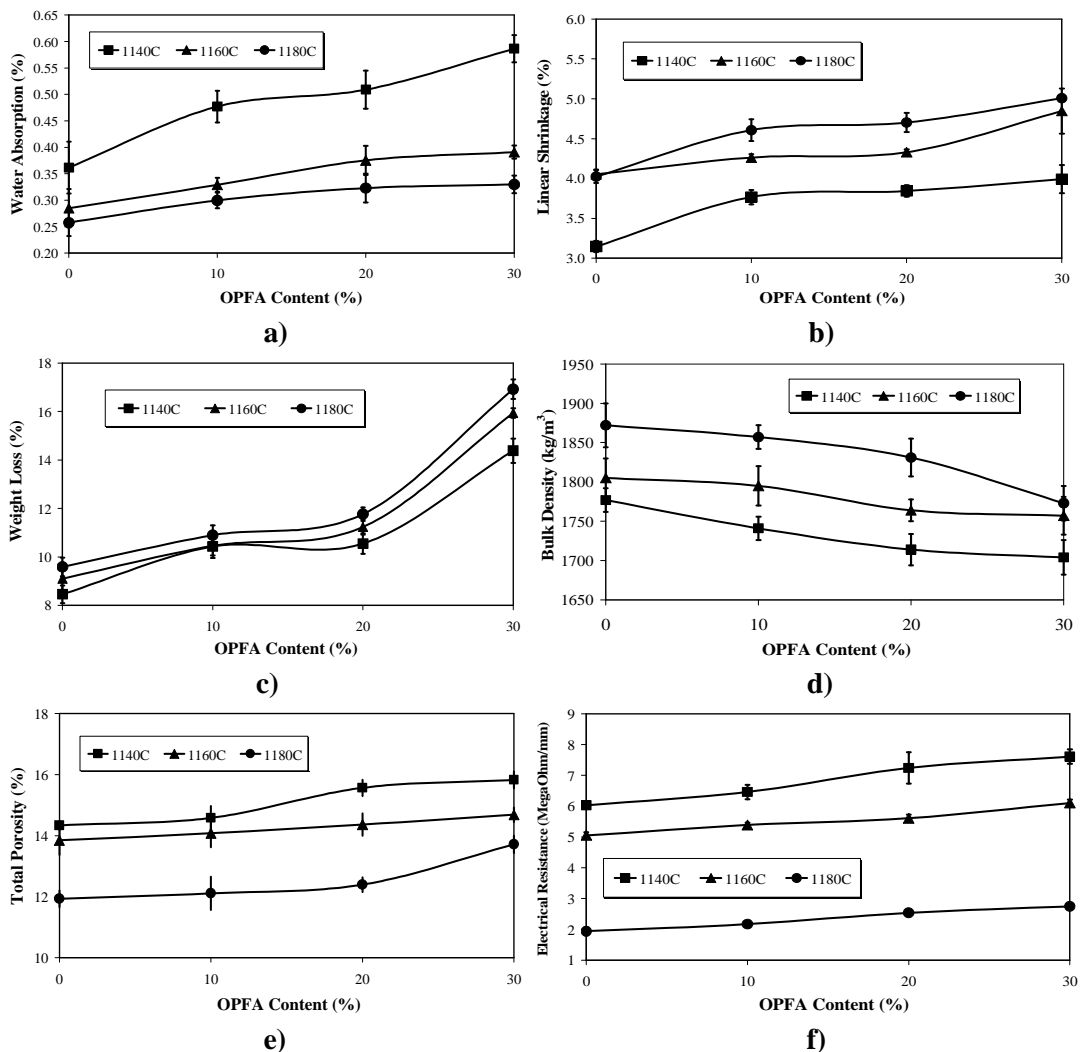 0.65
0.60
0.55
0.50
0.45
0.40
0.35
0.30
0.25
0.20
Water Absorption (%)
1140C 1160C 1180C
0 10 20 30
OPFA Content (%)
a)
6.0
5.5
5.0
4.5
4.0
3.5
3.0
Linear Shrinkage (%)
1140C 1160C 1180C
0 10 20 30
OPFA Content (%)
b)
18
16
14
12
10
8
Weight Loss (%)
1140C 1160C 1180C
0 10 20 30
OPFA Content (%)
c)
1950
1900
1850
1800
1750
1700
1650
Bulk Density (kg/m³)
1140C 1160C 1180C
0 10 20 30
OPFA Content (%)
d)
18
16
14
12
10
Total Porosity (%)
1140C 1160C 1180C
0 10 20 30
OPFA Content (%)
e)
9
8
7
6
5
4
3
2
1
Electrical Resistance (MegaOhm/mm)
1140C 1160C 1180C
0 10 20 30
OPFA Content (%)
f)